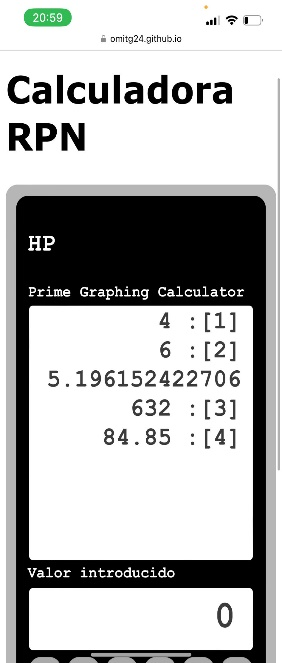 20:59
omitg24.github.io
Calculadora
RPN
HP
Prime Graphing Calculator
4 :[1]
6 :[2]
5.196152422706
632 :[3]
84.85 :[4]
Valor introducido
0